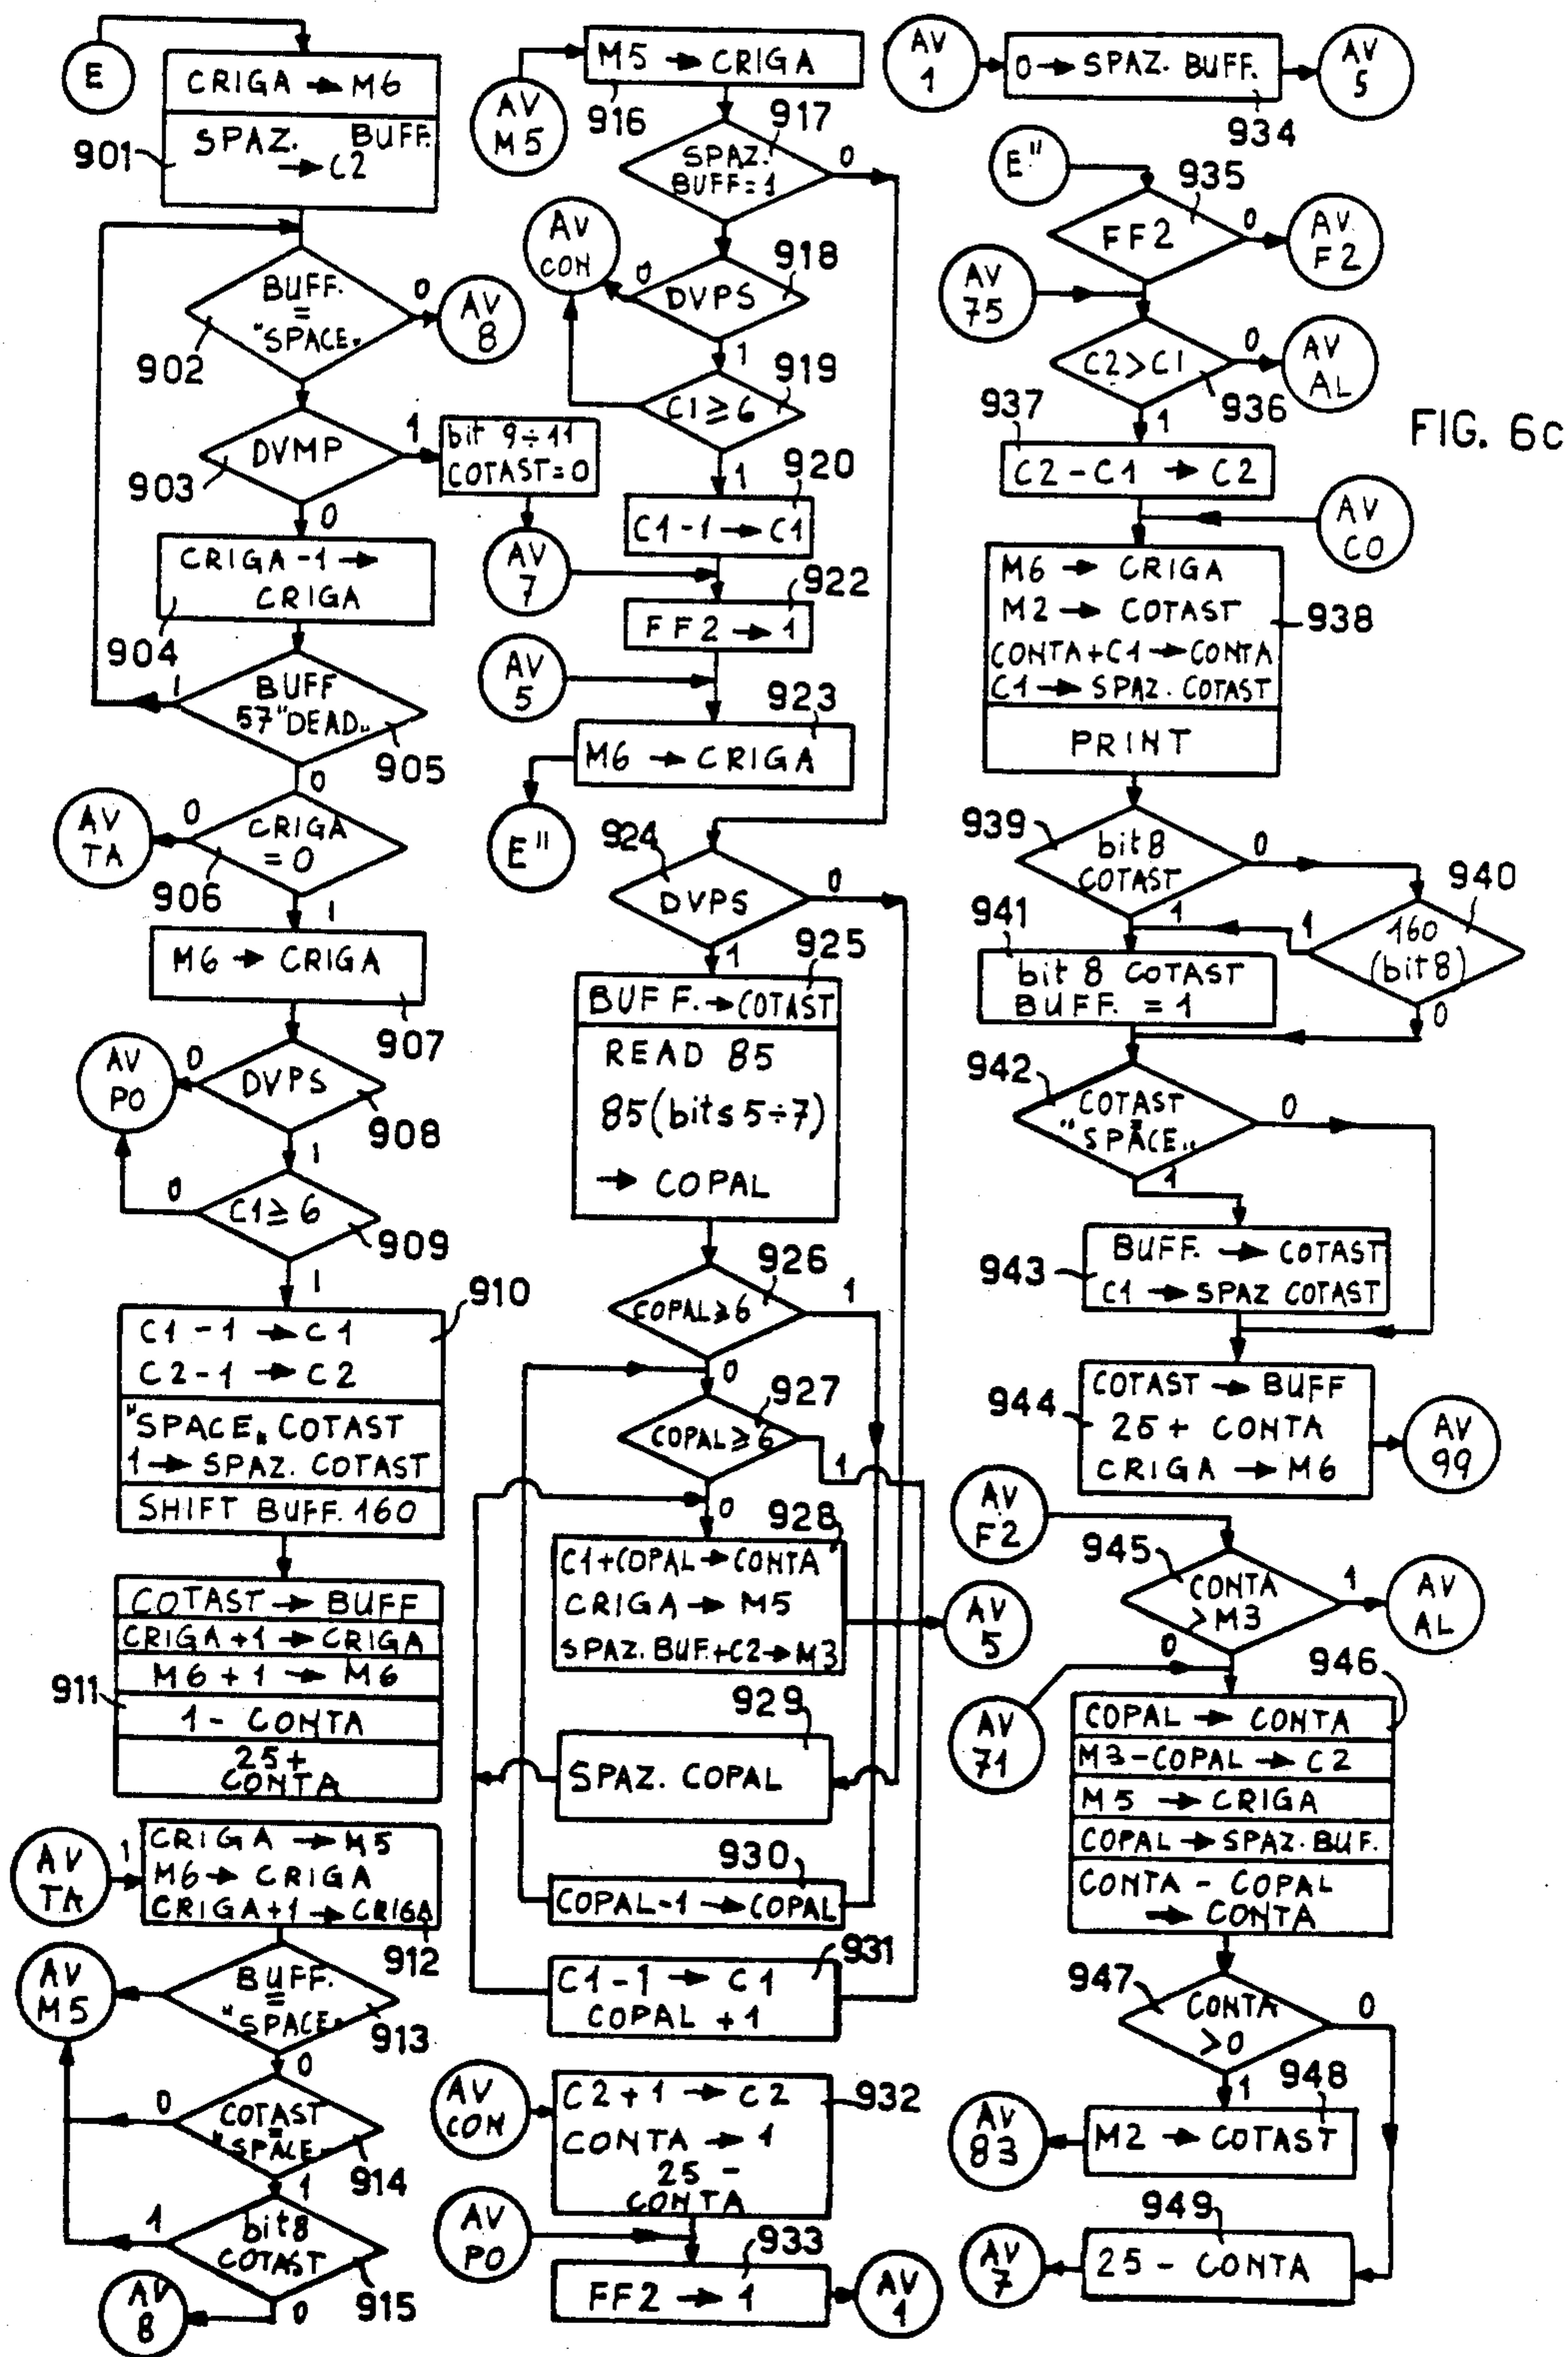 E
CRIGA → M6
SPAZ. BUFF.
→ C2
901
BUFF.
=
"SPACE"
0
AV
8
902
DVMP
1
903
0
bit 9÷11
COTAST=0
AV
7
CRIGA-1 →
CRIGA
904
BUFF
57 "DEAD"
1
905
0
CRIGA
=0
0
AV
TA
906
1
M6 → CRIGA
907
DVPS
0
AV
PO
908
1
C1≥6
0
909
1
910
C1-1 → C1
C2-1 → C2
"SPACE" COTAST
1 → SPAZ. COTAST
SHIFT BUFF. 160
COTAST → BUFF
CRIGA+1 → CRIGA
M6+1 → M6
911
1- CONTA
25+
CONTA
AV
TA
1
CRIGA → M5
M6 → CRIGA
CRIGA+1 → CRIGA
912
AV
M5
BUFF.
=
"SPACE"
913
0
COTAST
=
"SPACE"
0
914
1
bit 8
COTAST
1
915
0
AV
8
AV
M5
M5 → CRIGA
916
917
SPAZ.
BUFF=1
0
AV
CON
918
DVPS
0
1
919
C1≥6
1
920
C1-1 → C1
922
FF2 → 1
AV
5
923
M6 → CRIGA
E"
924
DVPS
0
1
925
BUFF. → COTAST
READ 85
85(bits 5÷7)
→ COPAL
926
COPAL≥6
1
0
927
COPAL≥6
1
0
928
C1+COPAL → CONTA
CRIGA → M5
SPAZ.BUF.+C2 → M3
AV
5
929
SPAZ. COPAL
930
COPAL-1 → COPAL
931
C1-1 → C1
COPAL +1
AV
CON
C2+1 → C2
CONTA → 1
25 -
CONTA
932
AV
PO
933
FF2 → 1
AV
1
AV
1
0 → SPAZ. BUFF.
934
AV
5
E"
935
FF2
0
AV
F2
AV
75
C2>C1
0
AV
AL
936
1
937
C2-C1 → C2
FIG. 6c
AV
CO
M6 → CRIGA
M2 → COTAST
CONTA+C1 → CONTA
C1 → SPAZ. COTAST
PRINT
938
939
bit 8
COTAST
0
1
940
160
(bit 8)
1
0
941
bit 8 COTAST
BUFF. = 1
942
COTAST
=
"SPACE"
0
1
943
BUFF. → COTAST
C1 → SPAZ COTAST
944
COTAST → BUFF
25 + CONTA
CRIGA → M6
AV
99
AV
F2
945
CONTA
>M3
1
AV
AL
0
946
AV
71
COPAL → CONTA
M3-COPAL → C2
M5 → CRIGA
COPAL → SPAZ.BUF.
CONTA - COPAL
→ CONTA
947
CONTA
>0
0
1
948
M2 → COTAST
AV
83
949
25 - CONTA
AV
7